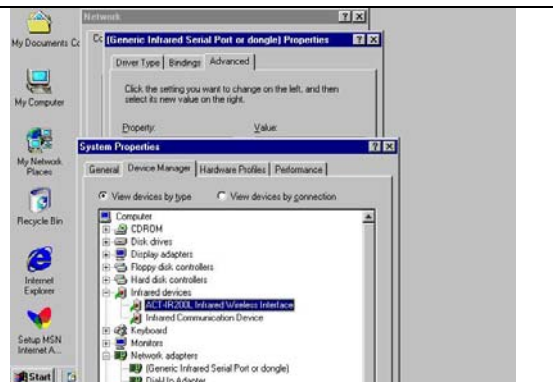 Network
My Documents
(Generic Infrared Serial Port or dongle) Properties
Driver Type
Bindings
Advanced
Click the setting you want to change on the left, and then
select its new value on the right.
Property:
Value:
My Computer
System Properties
General
Device Manager
Hardware Profiles
Performance
My Network
Places
View devices by type
View devices by connection
Recycle Bin
Computer
CDROM
Disk drives
Display adapters
Floppy disk controllers
Hard disk controllers
Internet
Explorer
Infrared devices
ACT-IR200L Infrared Wireless Interface
Infrared Communication Device
Keyboard
Monitors
Setup MSN
Internet A...
Network adapters
(Generic Infrared Serial Port or dongle)
Dial-Up Adapter
Start